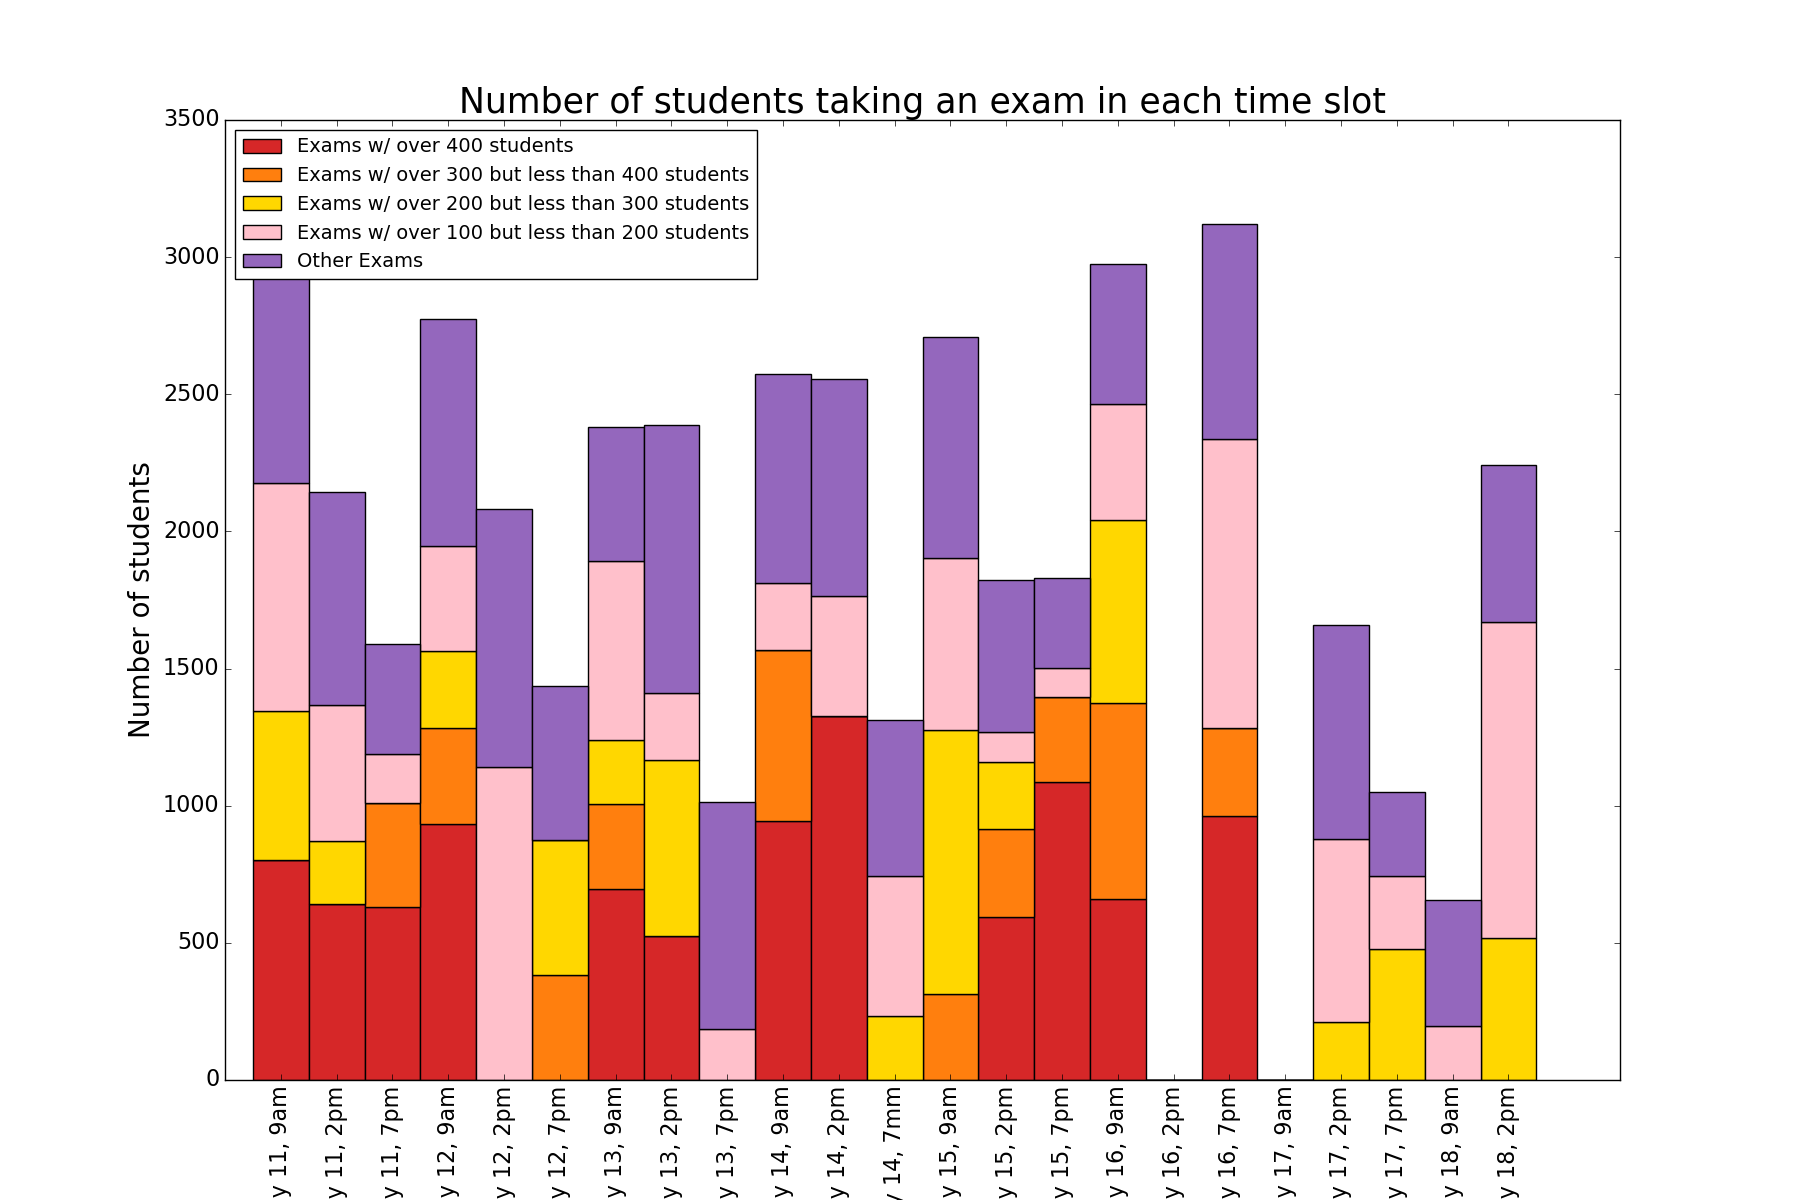 Number of students taking an exam in each time slot
Exams w/ over 400 students
Exams w/ over 300 but less than 400 students
Exams w/ over 200 but less than 300 students
Exams w/ over 100 but less than 200 students
Other Exams
3500
3000
2500
2000
1500
1000
500
0
Number of students
y 11, 9am
y 11, 2pm
y 11, 7pm
y 12, 9am
y 12, 2pm
y 12, 7pm
y 13, 9am
y 13, 2pm
y 13, 7pm
y 14, 9am
y 14, 2pm
y 14, 7mm
y 15, 9am
y 15, 2pm
y 15, 7pm
y 16, 9am
y 16, 2pm
y 16, 7pm
y 17, 9am
y 17, 2pm
y 17, 7pm
y 18, 9am
y 18, 2pm